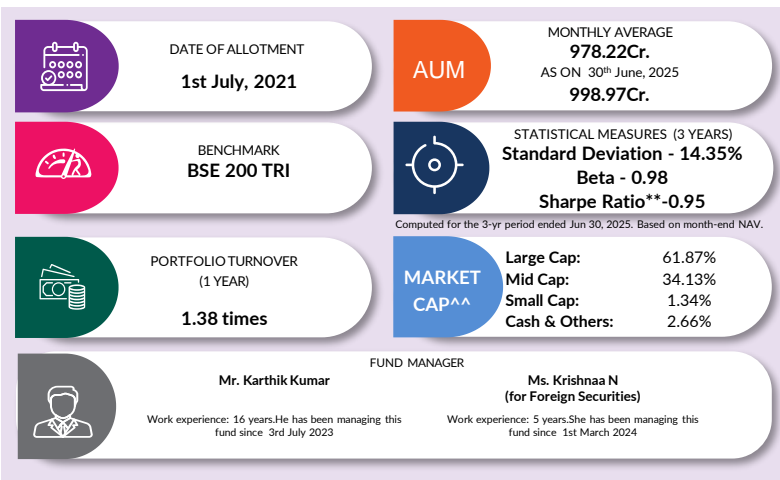 DATE OF ALLOTMENT
1st July, 2021
AUM
MONTHLY AVERAGE
978.22Cr.
AS ON 30th June, 2025
998.97Cr.
BENCHMARK
BSE 200 TRI
STATISTICAL MEASURES (3 YEARS)
Standard Deviation - 14.35%
Beta - 0.98
Sharpe Ratio**-0.95
Computed for the 3-yr period ended Jun 30, 2025. Based on month-end NAV.
PORTFOLIO TURNOVER
(1 YEAR)
1.38 times
MARKET
CAP^^
Large Cap: 61.87%
Mid Cap: 34.13%
Small Cap: 1.34%
Cash & Others: 2.66%
FUND MANAGER
Mr. Karthik Kumar
Work experience: 16 years.He has been managing this
fund since 3rd July 2023
Ms. Krishnaa N
(for Foreign Securities)
Work experience: 5 years.She has been managing this
fund since 1st March 2024